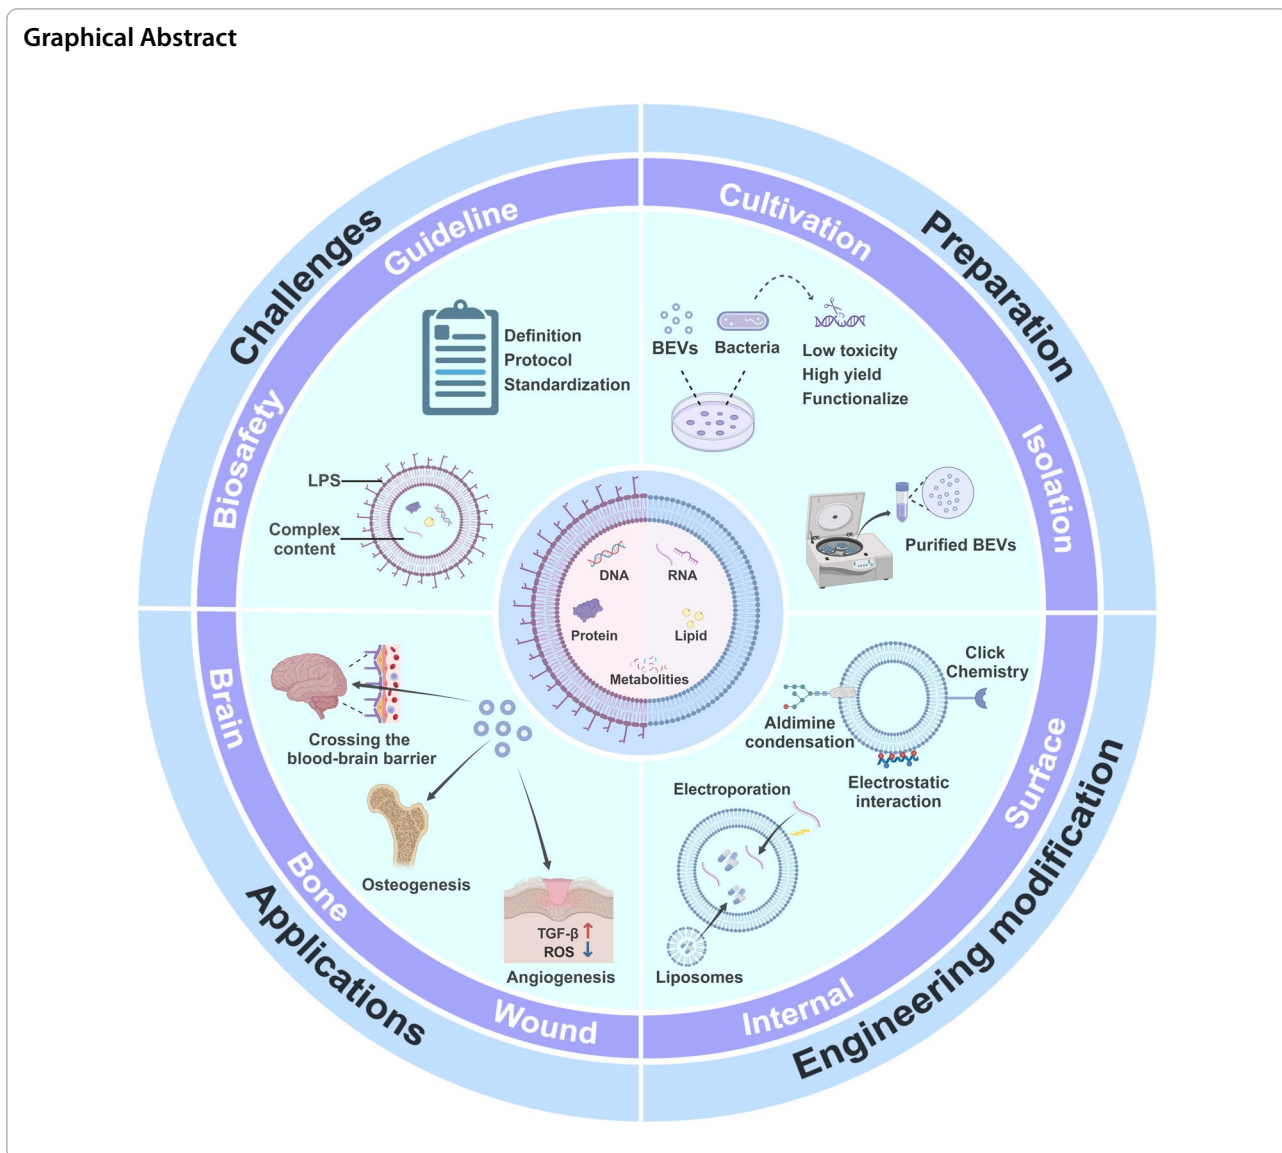 Graphical Abstract
Challenges
Guideline
Biosafety
Definition
Protocol
Standardization
LPS
Complex
content
Preparation
Cultivation
Isolation
BEVs
Bacteria
Low toxicity
High yield
Functionalize
Purified BEVs
DNA
RNA
Protein
Lipid
Metabolities
Applications
Brain
Bone
Wound
Crossing the
blood-brain barrier
Osteogenesis
TGF-β
ROS
Angiogenesis
Engineering modification
Surface
Internal
Click
Chemistry
Aldimine
condensation
Electrostatic
interaction
Electroporation
Liposomes